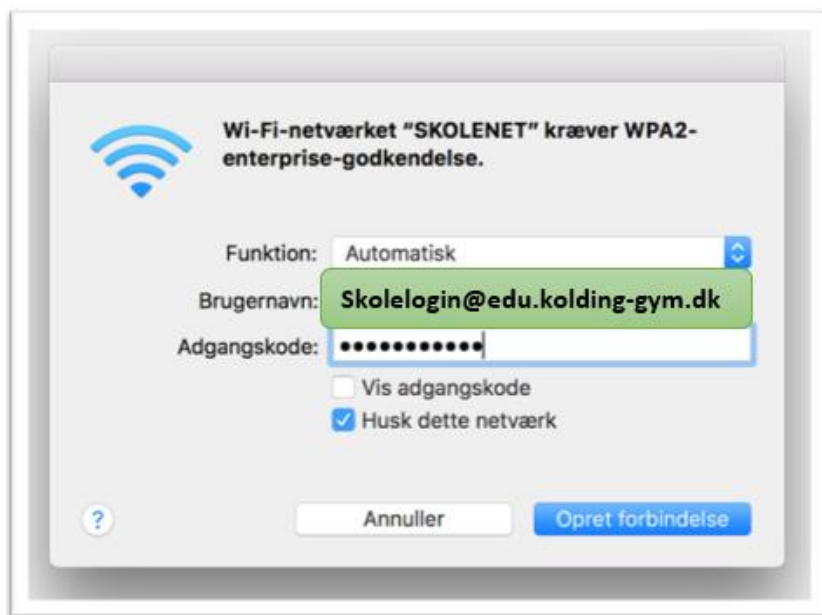 Wi-Fi-netværket “SKOLENET” kræver WPA2-
enterprise-godkendelse.
Funktion: Automatisk
Brugernavn: Skolelogin@edu.kolding-gym.dk
Adgangskode: •••••••••••
Vis adgangskode
Husk dette netværk
? Annuller Opret forbindelse